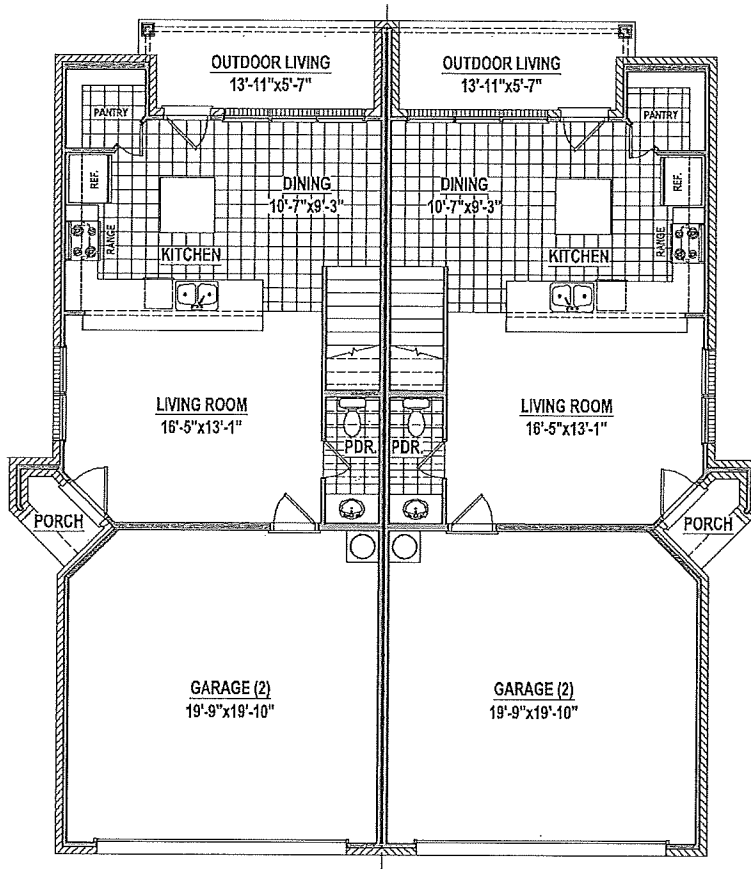 OUTDOOR LIVING
13'-11"x5'-7"
OUTDOOR LIVING
13'-11"x5'-7"
PANTRY
PANTRY
REF.
DINING
10'-7"x9'-3"
DINING
10'-7"x9'-3"
REF.
RANGE
KITCHEN
KITCHEN
RANGE
LIVING ROOM
16'-5"x13'-1"
LIVING ROOM
16'-5"x13'-1"
PDR.
PDR.
PORCH
PORCH
GARAGE (2)
19'-9"x19'-10"
GARAGE (2)
19'-9"x19'-10"